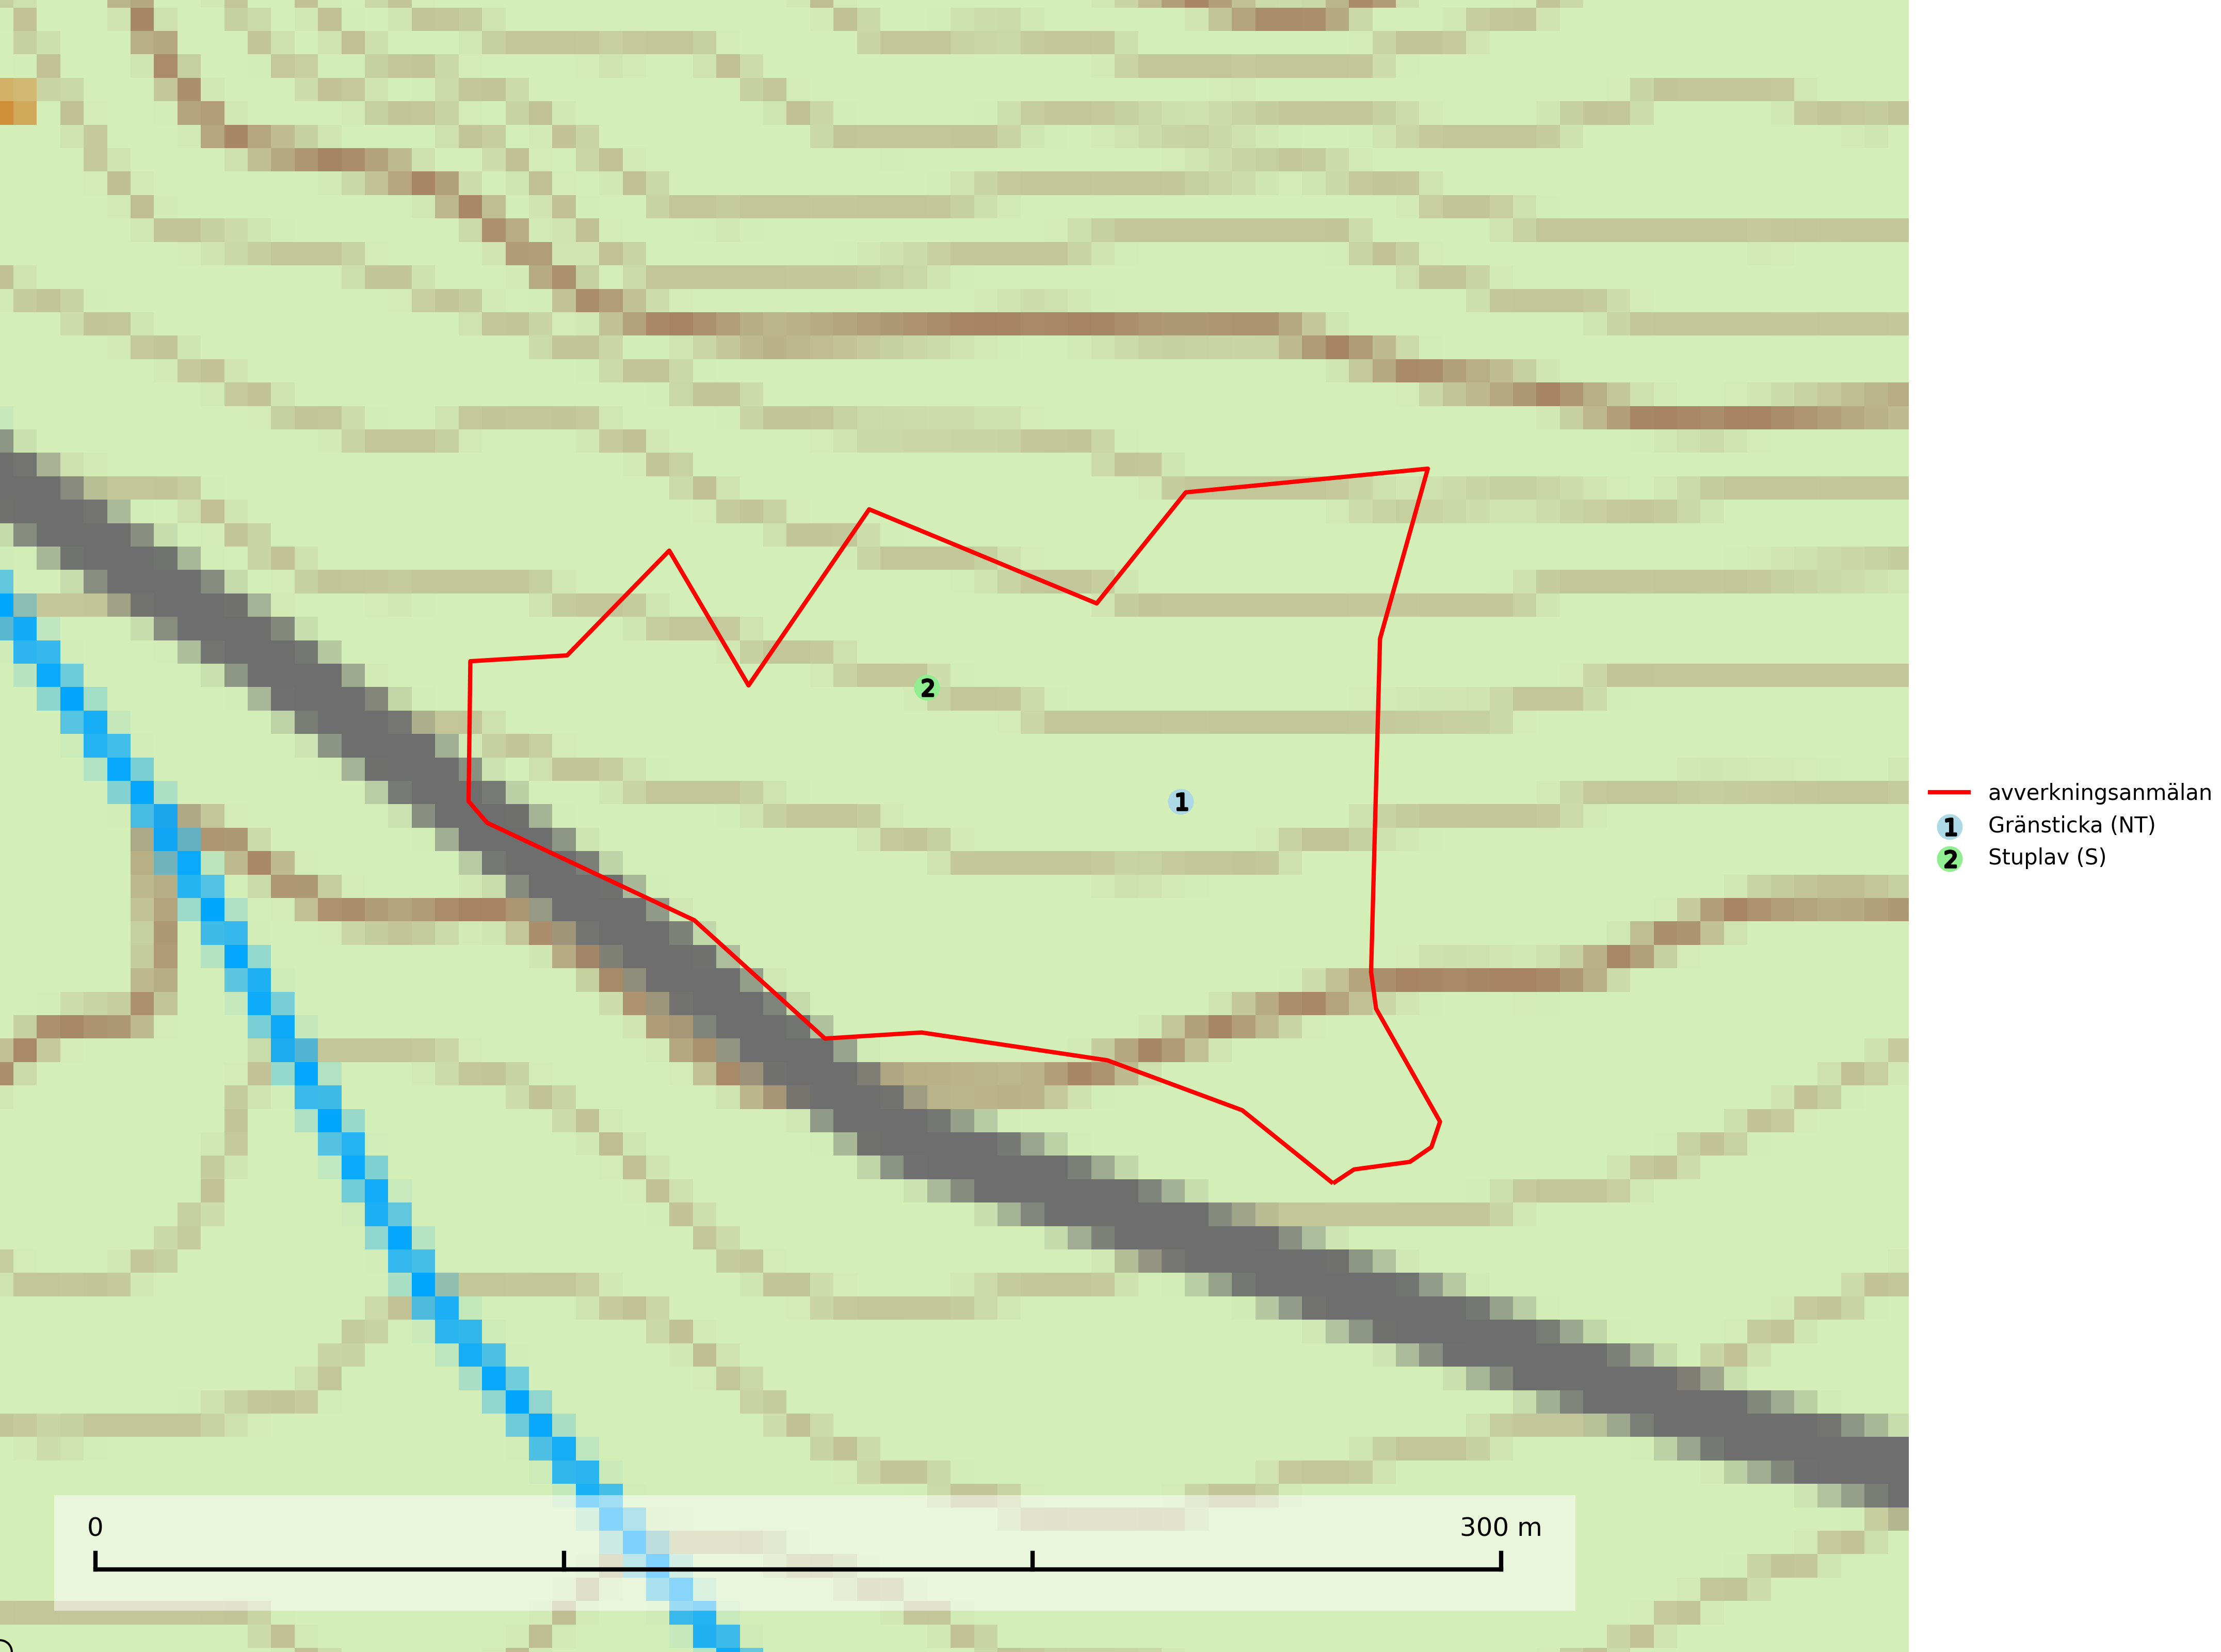 2
1
avverkningsanmälan
1 Gränsticka (NT)
2 Stuplav (S)
0 300 m